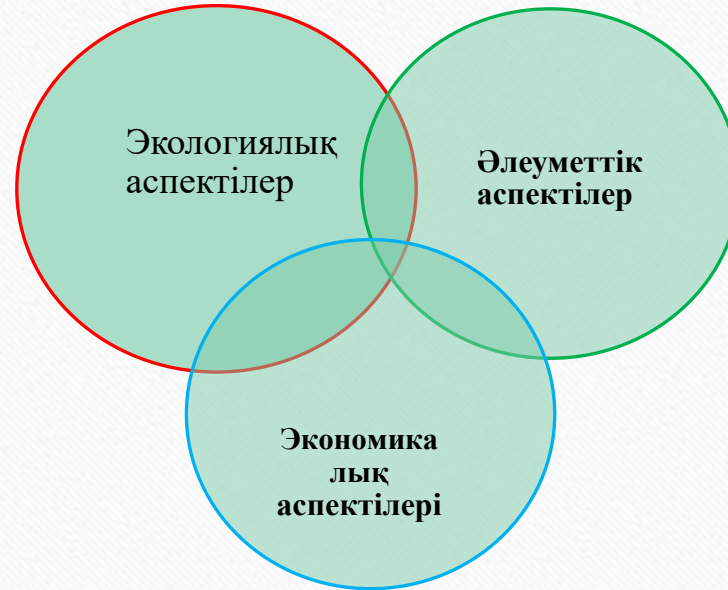 Экологиялық
аспектілер
Әлеуметтік
аспектілер
Экономика
лық
аспектілері